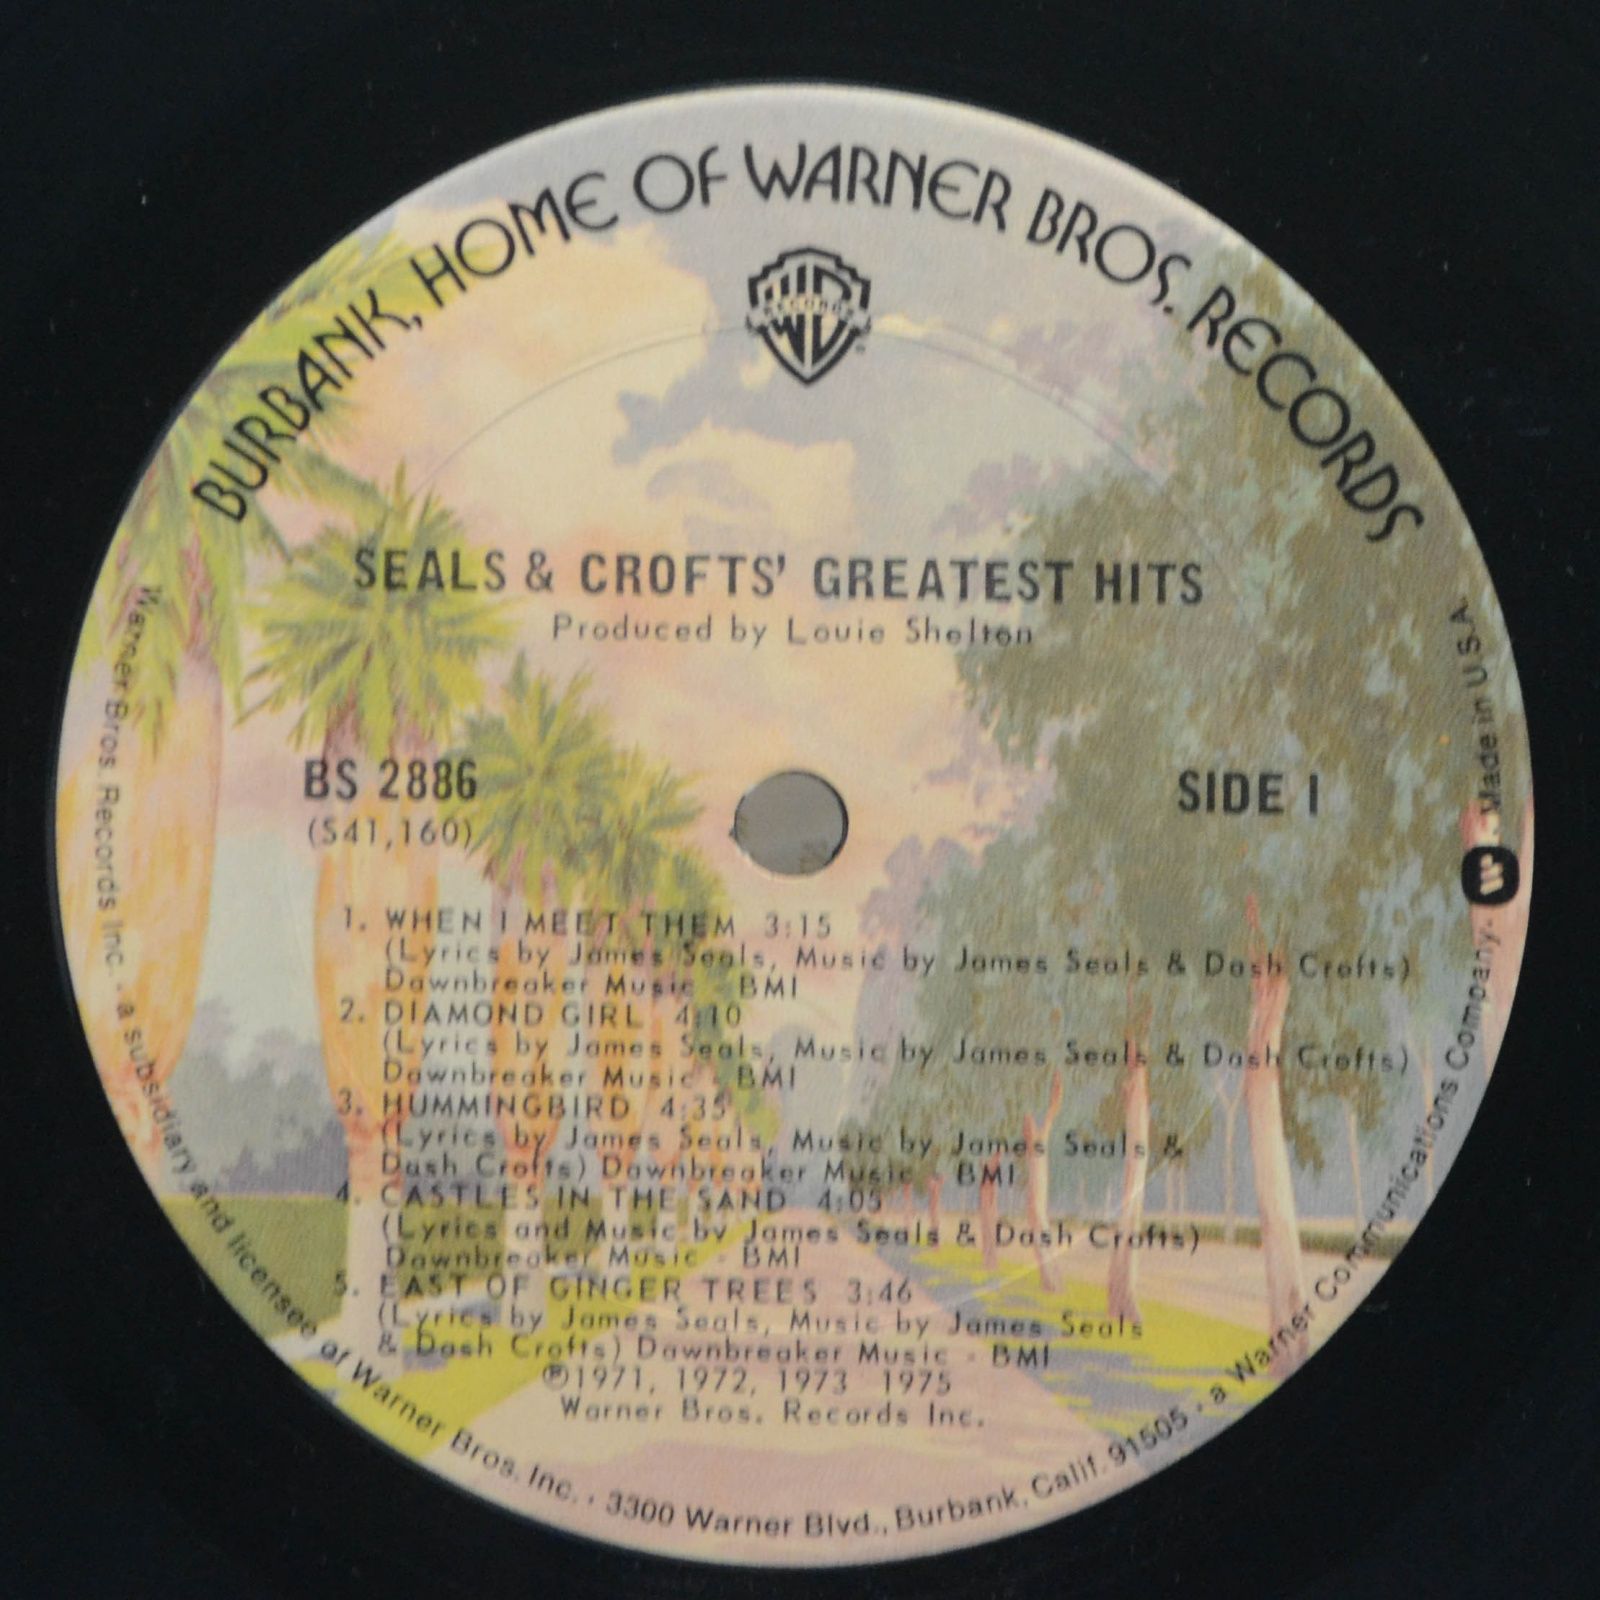 BURBANK, HOME OF WARNER BROS. RECORDS
RECORDS
SEALS & CROFTS' GREATEST HITS
Produced by Louie Shelton
BS 2886
(S41,160)
SIDE 1
1. WHEN I MEET THEM 3:15
(Lyrics by James Seals, Music by James Seals & Dash Crofts)
Dawnbreaker Music - BMI
2. DIAMOND GIRL 4:10
(Lyrics by James Seals, Music by James Seals & Dash Crofts)
Dawnbreaker Music - BMI
3. HUMMINGBIRD 4:35
(Lyrics by James Seals, Music by James Seals &
Dash Crofts) Dawnbreaker Music - BMI
4. CASTLES IN THE SAND 4:05
(Lyrics and Music by James Seals & Dash Crofts)
Dawnbreaker Music - BMI
5. EAST OF GINGER TREES 3:46
(Lyrics by James Seals, Music by James Seals
& Dash Crofts) Dawnbreaker Music - BMI
℗1971, 1972, 1973 1975
Warner Bros. Records Inc.
Warner Bros. Records Inc. · a subsidiary and licensee of Warner Bros. Inc. · 3300 Warner Blvd., Burbank, Calif. 91505 · a Warner Communications Company. · Made in U.S.A.